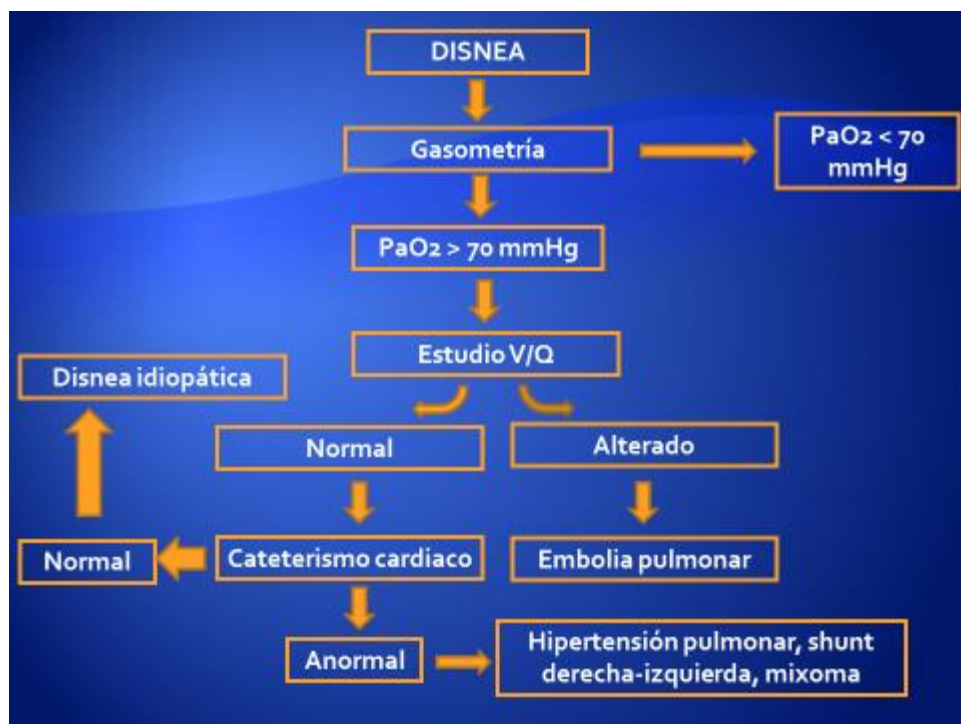 DISNEA
Gasometría
PaO2 < 70
mmHg
PaO2 > 70 mmHg
Estudio V/Q
Disnea idiopática
Normal
Alterado
Normal
Cateterismo cardiaco
Embolia pulmonar
Anormal
Hipertensión pulmonar, shunt
derecha-izquierda, mixoma